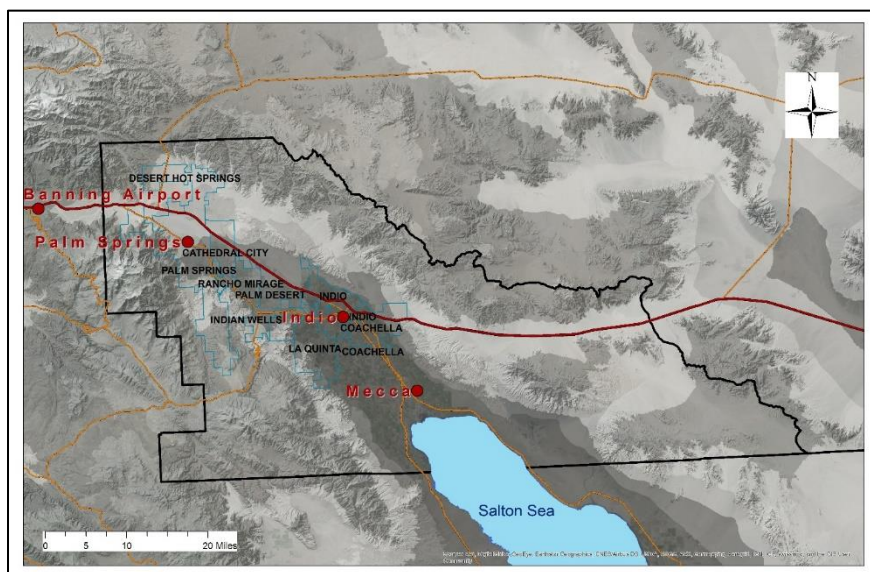 N
DESERT HOT SPRINGS
Banning Airport
Palm Springs
CATHEDRAL CITY
PALM SPRINGS
RANCHO MIRAGE
PALM DESERT
INDIO
INDIAN WELLS
Indio
INDIO
COACHELLA
LA QUINTA
COACHELLA
Mecca
Salton Sea
0 10 20 Miles
Community